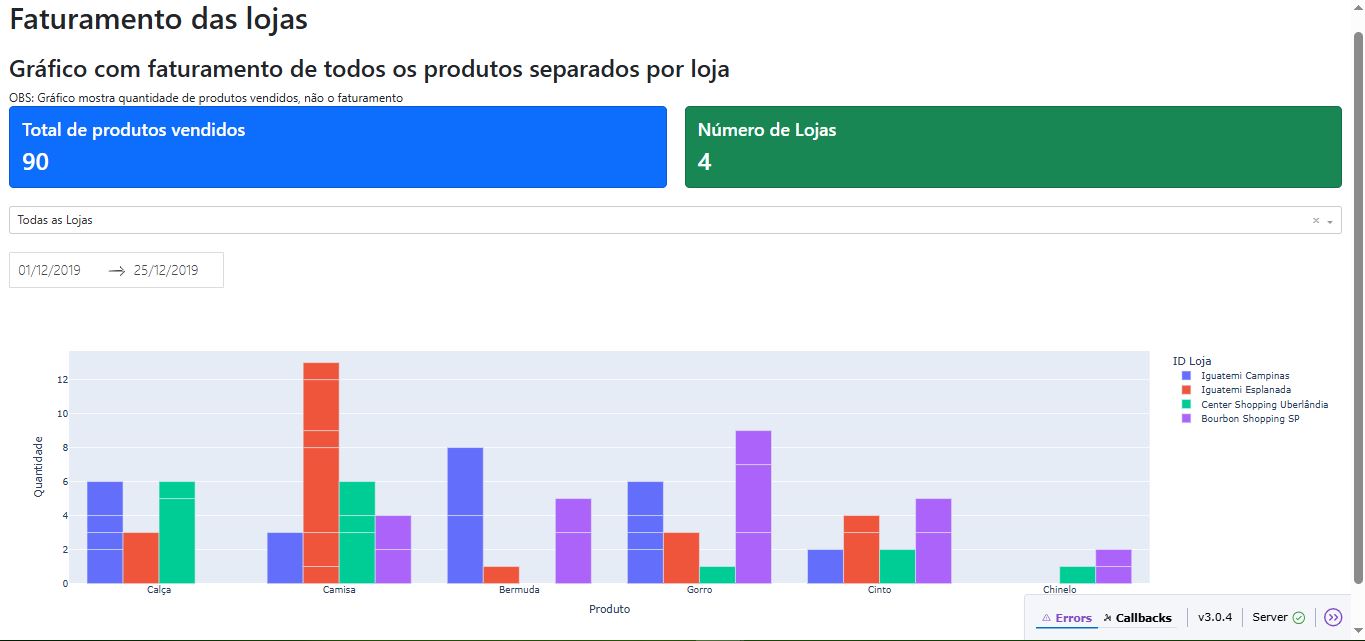 Faturamento das lojas
Gráfico com faturamento de todos os produtos separados por loja
OBS: Gráfico mostra quantidade de produtos vendidos, não o faturamento
Total de produtos vendidos
90
Número de Lojas
4
Todas as Lojas
01/12/2019 → 25/12/2019
ID Loja
Iguatemi Campinas
Iguatemi Esplanada
Center Shopping Uberlândia
Bourbon Shopping SP
Quantidade
12
10
8
6
4
2
0
Calça Camisa Bermuda Gorro Cinto Chinelo
Produto
Errors Callbacks v3.0.4 Server